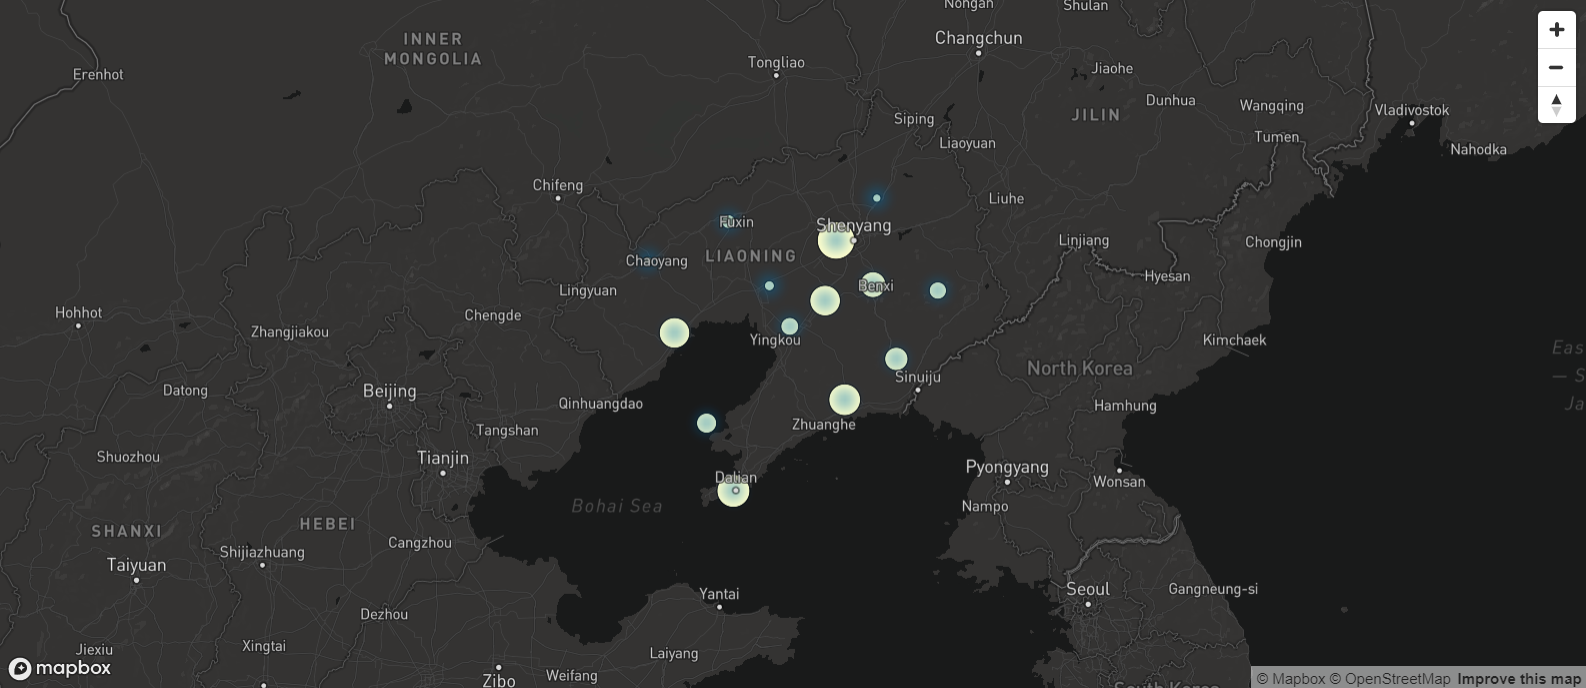 Nongan
Shulan
Changchun
INNER
MONGOLIA
Tongliao
Jiaohe
Erenhot
Dunhua
Wangqing
Vladivostok
JILIN
Siping
Tumen
Liaoyuan
Nahodka
Chifeng
Liuhe
Fuxin
Shenyang
Linjiang
Chongjin
LIAONING
Chaoyang
Hyesan
Benxi
Lingyuan
Hohhot
Chengde
Zhangjiakou
Yingkou
Kimchaek
Eas
North Korea
Sinuiju
— S
Datong
Beijing
Qinhuangdao
Hamhung
Ja
Zhuanghe
Tangshan
Shuozhou
Tianjin
Pyongyang
Dalian
Wonsan
Bohai Sea
Nampo
SHANXI
HEBEI
Cangzhou
Shijiazhuang
Taiyuan
Seoul
Gangneung-si
Yantai
Dezhou
Xingtai
Jiexiu
Laiyang
mapbox
Zibo
Weifang
South Korea
© Mapbox © OpenStreetMap Improve this map